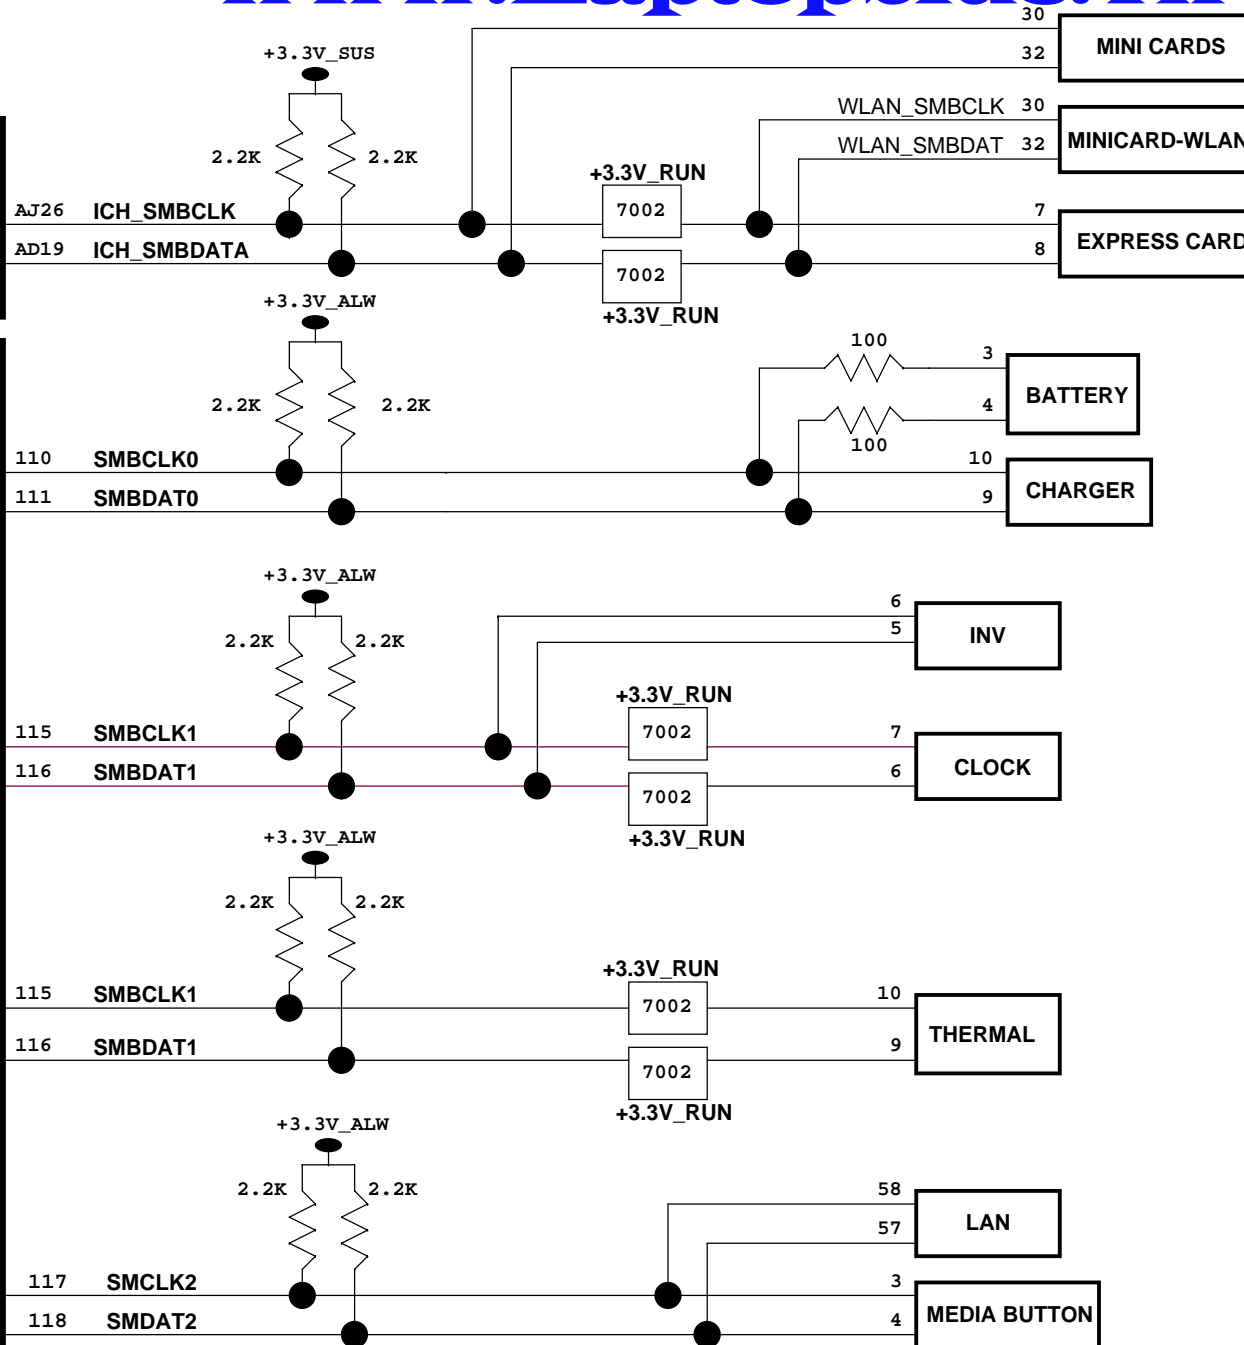 30
MINI CARDS
32
+3.3V_SUS
WLAN_SMBCLK 30
MINICARD-WLAN
WLAN_SMBDAT 32
2.2K 2.2K
+3.3V_RUN
AJ26 ICH_SMBCLK 7002 7
EXPRESS CARD
AD19 ICH_SMBDATA 7002 8
+3.3V_RUN
+3.3V_ALW
100
3
BATTERY
2.2K 2.2K
4
100
110 SMBCLK0 10
CHARGER
111 SMBDAT0 9
+3.3V_ALW
6
5
INV
2.2K 2.2K
+3.3V_RUN
115 SMBCLK1 7002 7
CLOCK
116 SMBDAT1 7002 6
+3.3V_RUN
+3.3V_ALW
2.2K 2.2K
+3.3V_RUN
115 SMBCLK1 7002 10
THERMAL
116 SMBDAT1 7002 9
+3.3V_RUN
+3.3V_ALW
2.2K 2.2K
58
LAN
57
117 SMCLK2 3
MEDIA BUTTON
118 SMDAT2 4